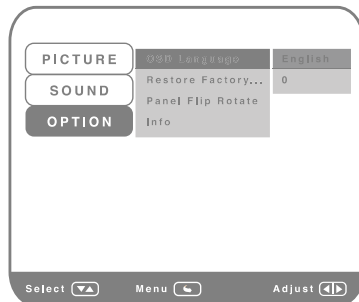 PICTURE
SOUND
OPTION
OSD Language English
Restore Factory... 0
Panel Flip Rotate
Info
Select Menu Adjust